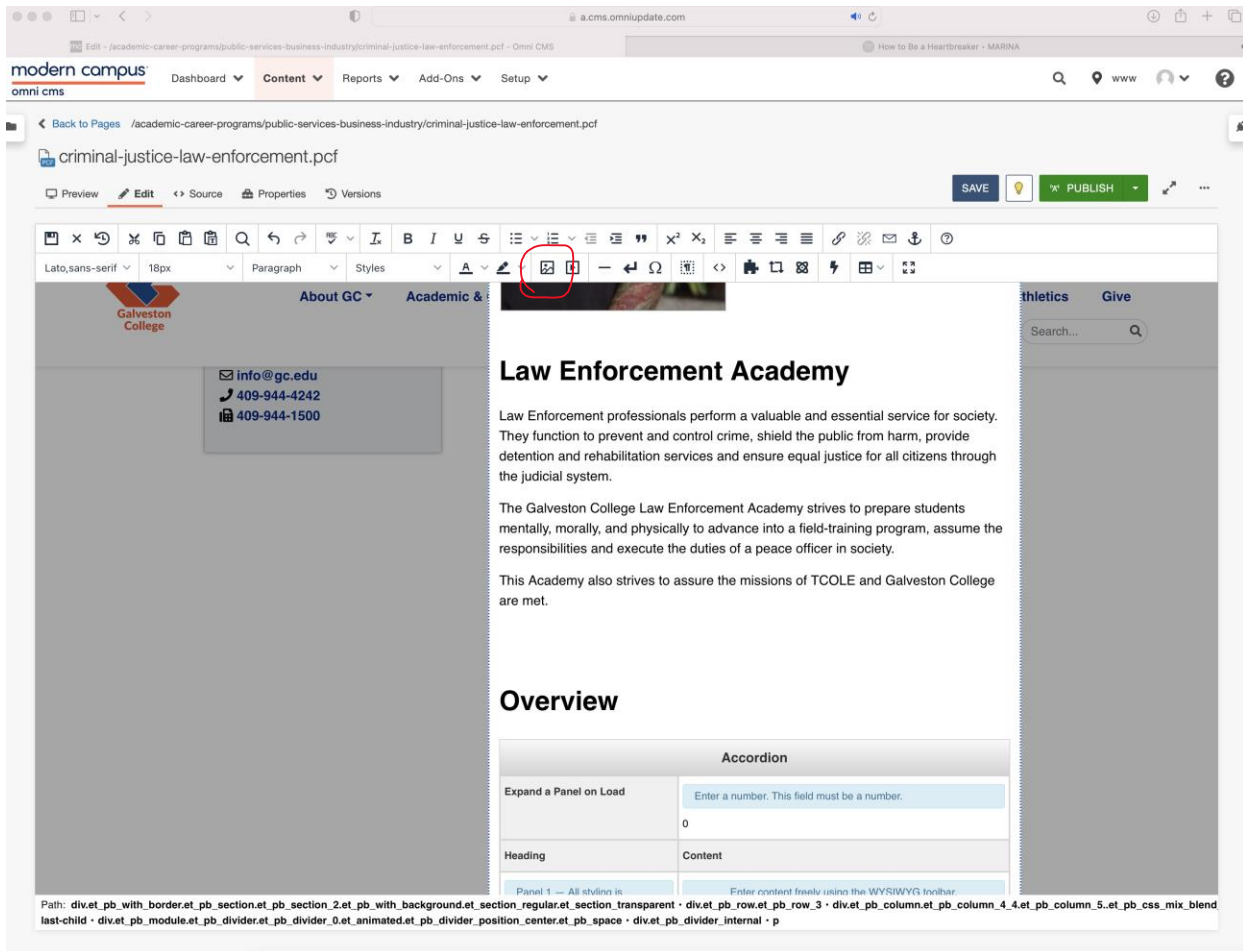 a.cms.omniupdate.com
Edit - /academic-career-programs/public-services-business-industry/criminal-justice-law-enforcement.pcf - Omni CMS
How to Be a Heartbreaker - MARINA
modern campus
omni cms
Dashboard
Content
Reports
Add-Ons
Setup
www
Back to Pages /academic-career-programs/public-services-business-industry/criminal-justice-law-enforcement.pcf
criminal-justice-law-enforcement.pcf
Preview
Edit
Source
Properties
Versions
SAVE
PUBLISH
Lato,sans-serif
18px
Paragraph
Styles
Galveston
College
About GC
Academic &
thletics
Give
Search...
info@gc.edu
409-944-4242
409-944-1500
Law Enforcement Academy
Law Enforcement professionals perform a valuable and essential service for society.
They function to prevent and control crime, shield the public from harm, provide
detention and rehabilitation services and ensure equal justice for all citizens through
the judicial system.
The Galveston College Law Enforcement Academy strives to prepare students
mentally, morally, and physically to advance into a field-training program, assume the
responsibilities and execute the duties of a peace officer in society.
This Academy also strives to assure the missions of TCOLE and Galveston College
are met.
Overview
Accordion
Expand a Panel on Load
Enter a number. This field must be a number.
0
Heading
Content
Panel 1 — All styling is
Enter content freely using the WYSIWYG toolbar.
Path: div.et_pb_with_border.et_pb_section.et_pb_section_2.et_pb_with_background.et_section_regular.et_section_transparent · div.et_pb_row.et_pb_row_3 · div.et_pb_column.et_pb_column_4_4.et_pb_column_5..et_pb_css_mix_blend_
last-child · div.et_pb_module.et_pb_divider.et_pb_divider_0.et_animated.et_pb_divider_position_center.et_pb_space · div.et_pb_divider_internal · p